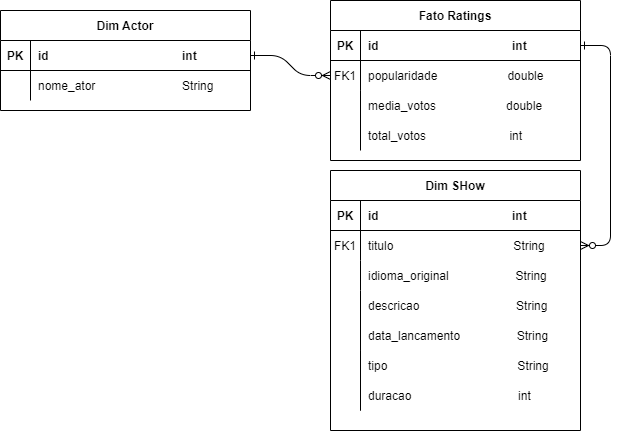 Dim Actor
PK id int
nome_ator String
Fato Ratings
PK id int
FK1 popularidade double
media_votos double
total_votos int
Dim SHow
PK id int
FK1 titulo String
idioma_original String
descricao String
data_lancamento String
tipo String
duracao int